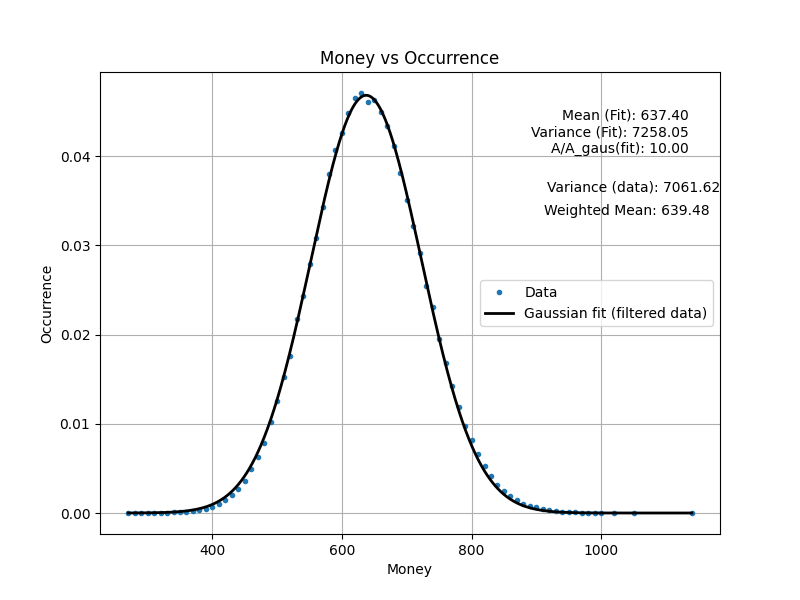 Money vs Occurrence
Mean (Fit): 637.40
Variance (Fit): 7258.05
A/A_gaus(fit): 10.00
Variance (data): 7061.62
Weighted Mean: 639.48
Data
Gaussian fit (filtered data)
Occurrence
0.04
0.03
0.02
0.01
0.00
400
600
800
1000
Money